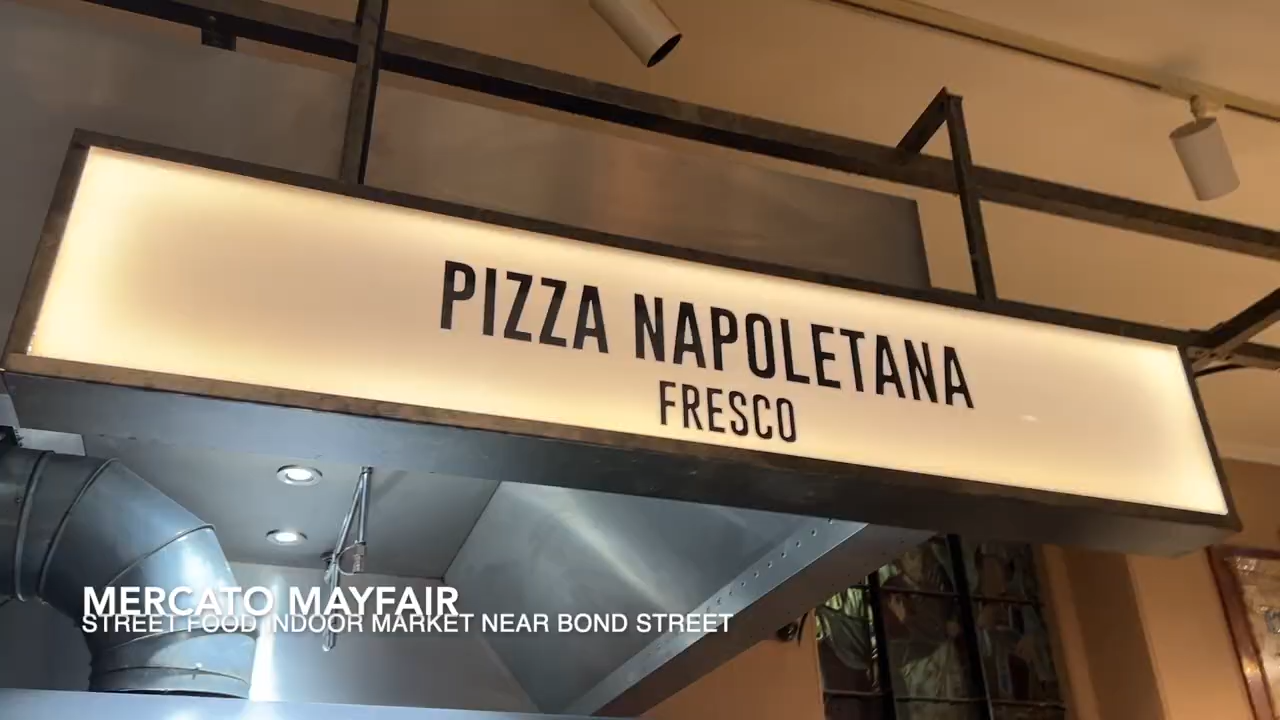 PIZZA NAPOLETANA
FRESCO
MERCATO MAYFAIR
STREET FOOD INDOOR MARKET NEAR BOND STREET